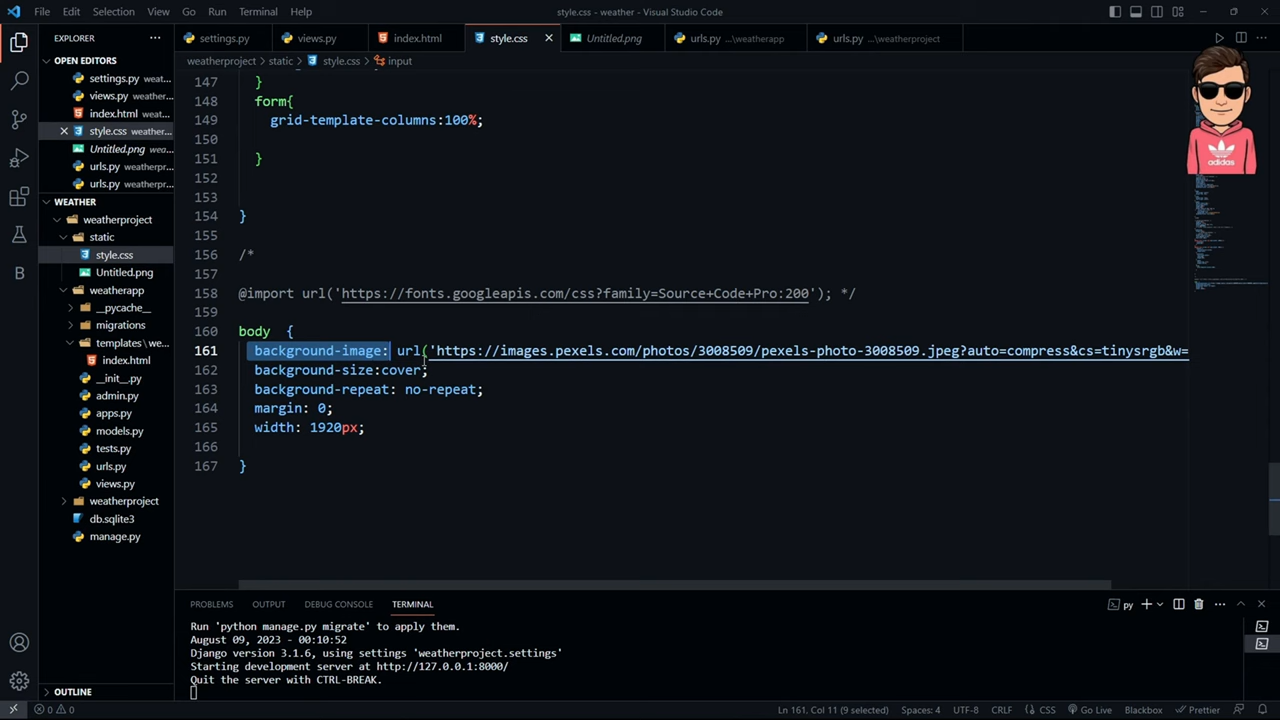 File Edit Selection View Go Run Terminal Help
style.css - weather - Visual Studio Code
EXPLORER
OPEN EDITORS
settings.py weat...
views.py weather...
index.html weat...
style.css weather...
Untitled.png wea...
urls.py weatherpr...
urls.py weatherpr...
WEATHER
weatherproject
static
style.css
Untitled.png
weatherapp
__pycache__
migrations
templates \ wea...
index.html
__init__.py
admin.py
apps.py
models.py
tests.py
urls.py
views.py
weatherproject
db.sqlite3
manage.py
OUTLINE
settings.py views.py index.html style.css Untitled.png urls.py ...\weatherapp urls.py ...\weatherproject
weatherproject > static > style.css > input
147 }
148 form{
149 grid-template-columns:100%;
150
151 }
152
153
154 }
155
156 /*
157
158 @import url('https://fonts.googleapis.com/css?family=Source+Code+Pro:200'); */
159
160 body {
161 background-image: url('https://images.pexels.com/photos/3008509/pexels-photo-3008509.jpeg?auto=compress&cs=tinysrgb&w=
162 background-size:cover;
163 background-repeat: no-repeat;
164 margin: 0;
165 width: 1920px;
166
167 }
adidas
PROBLEMS OUTPUT DEBUG CONSOLE TERMINAL
py
Run 'python manage.py migrate' to apply them.
August 09, 2023 - 00:10:52
Django version 3.1.6, using settings 'weatherproject.settings'
Starting development server at http://127.0.0.1:8000/
Quit the server with CTRL-BREAK.
0 0 Ln 161, Col 11 (9 selected) Spaces: 4 UTF-8 CRLF CSS Go Live Blackbox Prettier